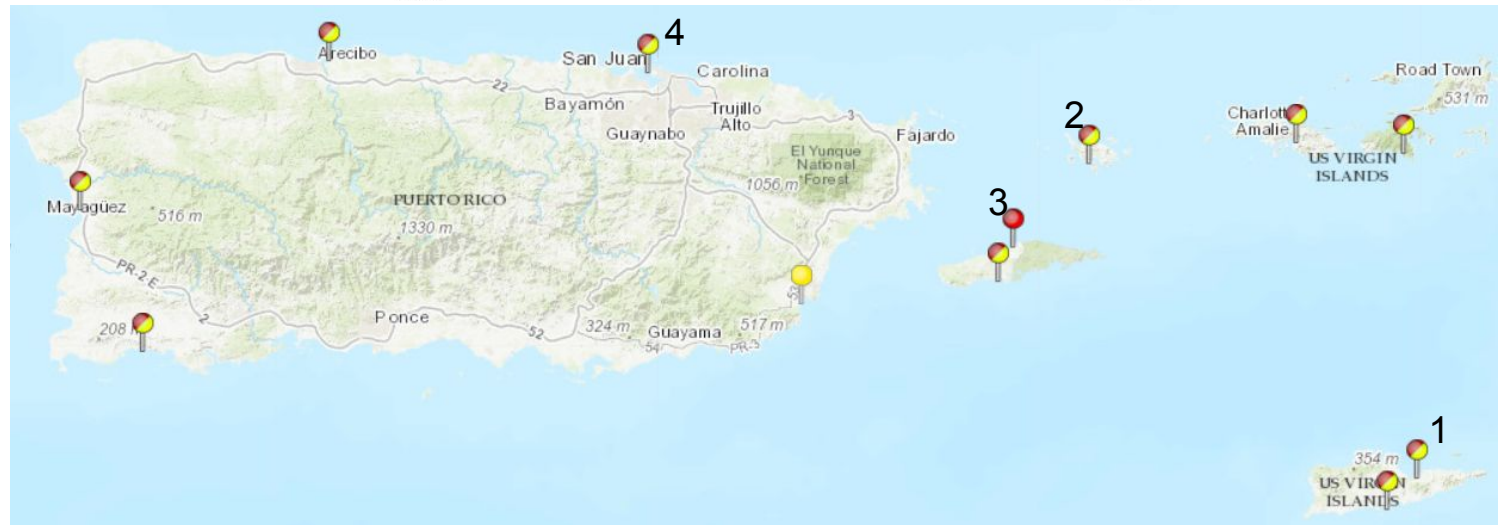 4
San Juan
Arecibo
Carolina
Road Town
22
531 m
Bayamón
Trujillo
Alto
3
2
Charlotte
Amalie
Guaynabo
Fajardo
El Yunque
National
Forest
US VIRGIN
ISLANDS
1056 m
3
Mayagüez
516 m
PUERTO RICO
1330 m
PR-2-E
53
208 m
2
Ponce
52
324 m
Guayama
517 m
54
PR-3
1
354 m
US VIRGIN
ISLANDS